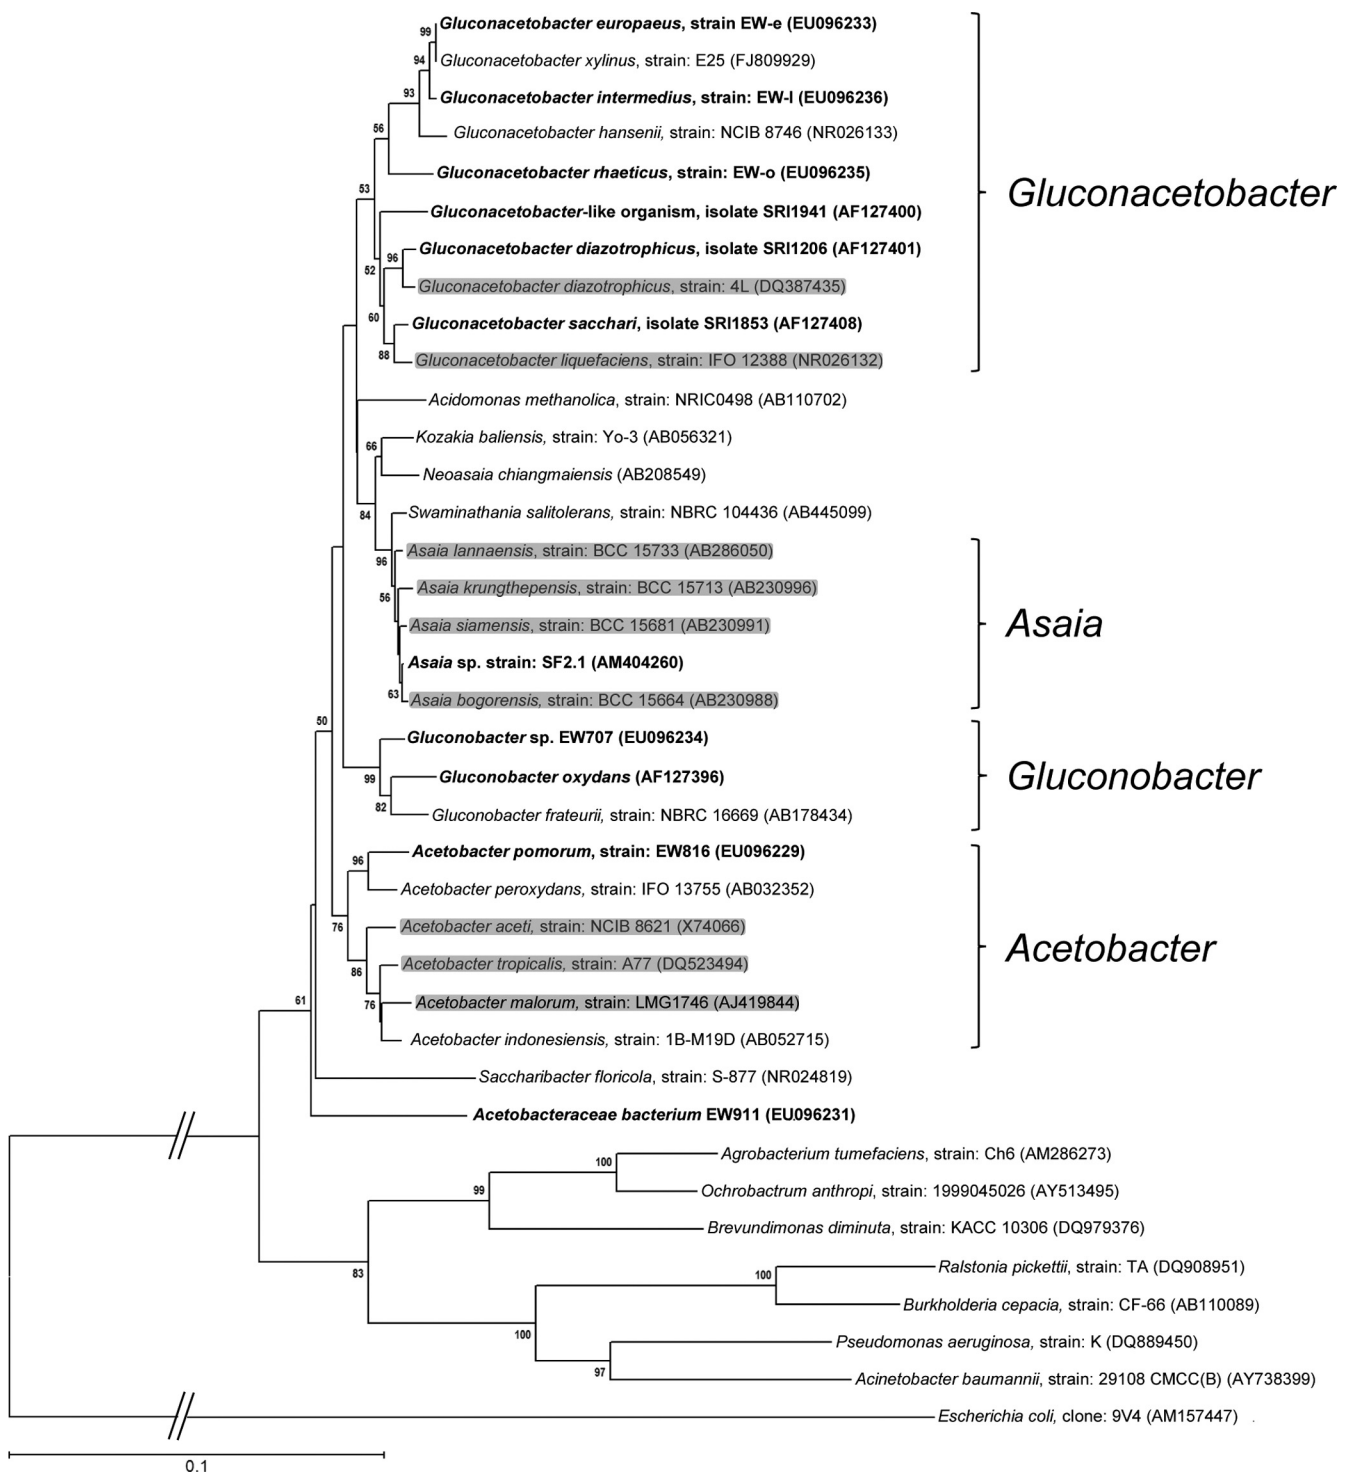 99
Gluconacetobacter europaeus, strain EW-e (EU096233)
94
Gluconacetobacter xylinus, strain: E25 (FJ809929)
93
Gluconacetobacter intermedius, strain: EW-I (EU096236)
56
Gluconacetobacter hansenii, strain: NCIB 8746 (NR026133)
Gluconacetobacter rhaeticus, strain: EW-o (EU096235)
53
Gluconacetobacter
Gluconacetobacter-like organism, isolate SRI1941 (AF127400)
Gluconacetobacter diazotrophicus, isolate SRI1206 (AF127401)
96
52
Gluconacetobacter diazotrophicus, strain: 4L (DQ387435)
60
Gluconacetobacter sacchari, isolate SRI1853 (AF127408)
88
Gluconacetobacter liquefaciens, strain: IFO 12388 (NR026132)
Acidomonas methanolica, strain: NRIC0498 (AB110702)
Kozakia baliensis, strain: Yo-3 (AB056321)
66
Neoasaia chiangmaiensis (AB208549)
84
Swaminathania salitolerans, strain: NBRC 104436 (AB445099)
Asaia lannaensis, strain: BCC 15733 (AB286050)
96
Asaia krungthepensis, strain: BCC 15713 (AB230996)
56
Asaia siamensis, strain: BCC 15681 (AB230991)
Asaia
Asaia sp. strain: SF2.1 (AM404260)
63
Asaia bogorensis, strain: BCC 15664 (AB230988)
50
Gluconobacter sp. EW707 (EU096234)
99
Gluconobacter oxydans (AF127396)
Gluconobacter
82
Gluconobacter frateurii, strain: NBRC 16669 (AB178434)
Acetobacter pomorum, strain: EW816 (EU096229)
96
Acetobacter peroxydans, strain: IFO 13755 (AB032352)
76
Acetobacter aceti, strain: NCIB 8621 (X74066)
Acetobacter
86
Acetobacter tropicalis, strain: A77 (DQ523494)
76
Acetobacter malorum, strain: LMG1746 (AJ419844)
61
Acetobacter indonesiensis, strain: 1B-M19D (AB052715)
Saccharibacter floricola, strain: S-877 (NR024819)
Acetobacteraceae bacterium EW911 (EU096231)
Agrobacterium tumefaciens, strain: Ch6 (AM286273)
100
99
Ochrobactrum anthropi, strain: 1999045026 (AY513495)
Brevundimonas diminuta, strain: KACC 10306 (DQ979376)
83
Ralstonia pickettii, strain: TA (DQ908951)
100
Burkholderia cepacia, strain: CF-66 (AB110089)
100
Pseudomonas aeruginosa, strain: K (DQ889450)
97
Acinetobacter baumannii, strain: 29108 CMCC(B) (AY738399)
Escherichia coli, clone: 9V4 (AM157447)
0.1